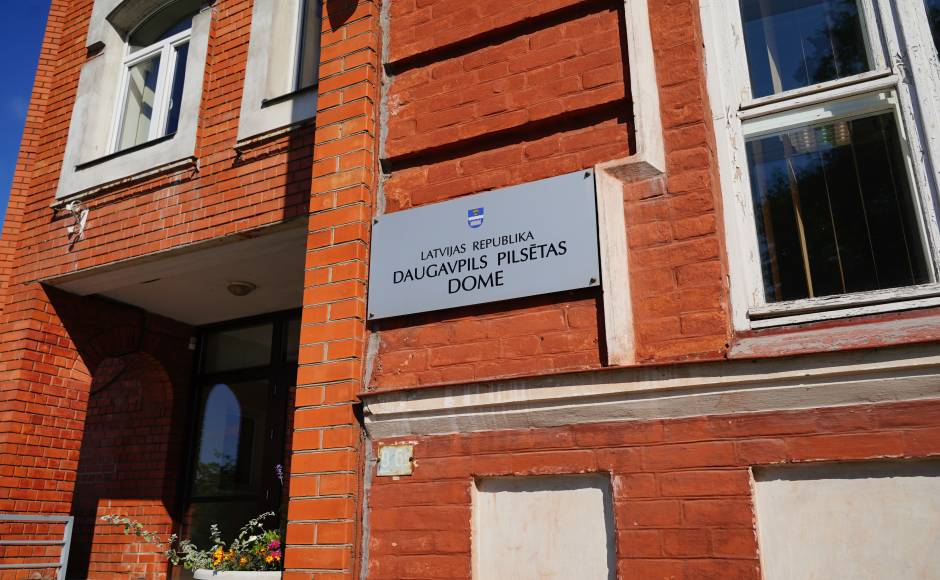 LATVIJAS REPUBLIKA
DAUGAVPILS PILSĒTAS
DOME